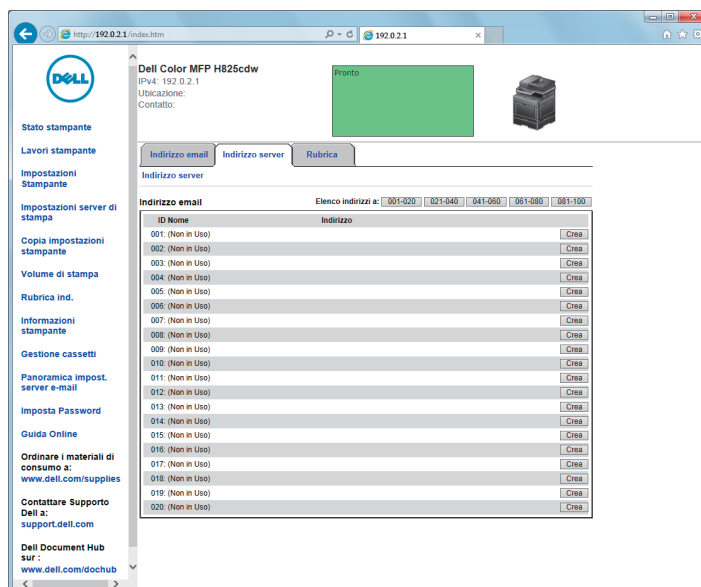 http://192.0.2.1/index.htm
192.0.2.1
DELL
Dell Color MFP H825cdw
IPv4: 192.0.2.1
Ubicazione:
Contatto:
Pronto
Stato stampante
Lavori stampante
Impostazioni
Stampante
Impostazioni server di
stampa
Copia impostazioni
stampante
Volume di stampa
Rubrica ind.
Informazioni
stampante
Gestione cassetti
Panoramica impost.
server e-mail
Imposta Password
Guida Online
Ordinare i materiali di
consumo a:
www.dell.com/supplies
Contattare Supporto
Dell a:
support.dell.com
Dell Document Hub
sur :
www.dell.com/dochub
Indirizzo email Indirizzo server Rubrica
Indirizzo server
Indirizzo email Elenco indirizzi a: 001-020 021-040 041-060 061-080 081-100
ID Nome Indirizzo
001: (Non in Uso) Crea
002: (Non in Uso) Crea
003: (Non in Uso) Crea
004: (Non in Uso) Crea
005: (Non in Uso) Crea
006: (Non in Uso) Crea
007: (Non in Uso) Crea
008: (Non in Uso) Crea
009: (Non in Uso) Crea
010: (Non in Uso) Crea
011: (Non in Uso) Crea
012: (Non in Uso) Crea
013: (Non in Uso) Crea
014: (Non in Uso) Crea
015: (Non in Uso) Crea
016: (Non in Uso) Crea
017: (Non in Uso) Crea
018: (Non in Uso) Crea
019: (Non in Uso) Crea
020: (Non in Uso) Crea